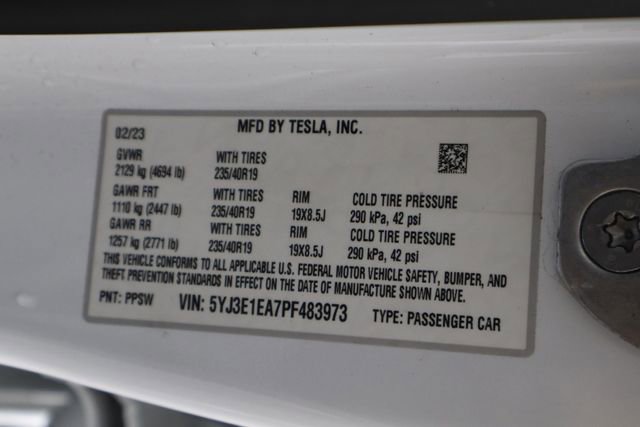 02/23 MFD BY TESLA, INC.
GVWR WITH TIRES
2129 kg (4694 lb) 235/40R19
GAWR FRT WITH TIRES RIM COLD TIRE PRESSURE
1110 kg (2447 lb) 235/40R19 19X8.5J 290 kPa, 42 psi
GAWR RR WITH TIRES RIM COLD TIRE PRESSURE
1257 kg (2771 lb) 235/40R19 19X8.5J 290 kPa, 42 psi
THIS VEHICLE CONFORMS TO ALL APPLICABLE U.S. FEDERAL MOTOR VEHICLE SAFETY, BUMPER, AND
THEFT PREVENTION STANDARDS IN EFFECT ON THE DATE OF MANUFACTURE SHOWN ABOVE.
PNT: PPSW VIN: 5YJ3E1EA7PF483973 TYPE: PASSENGER CAR